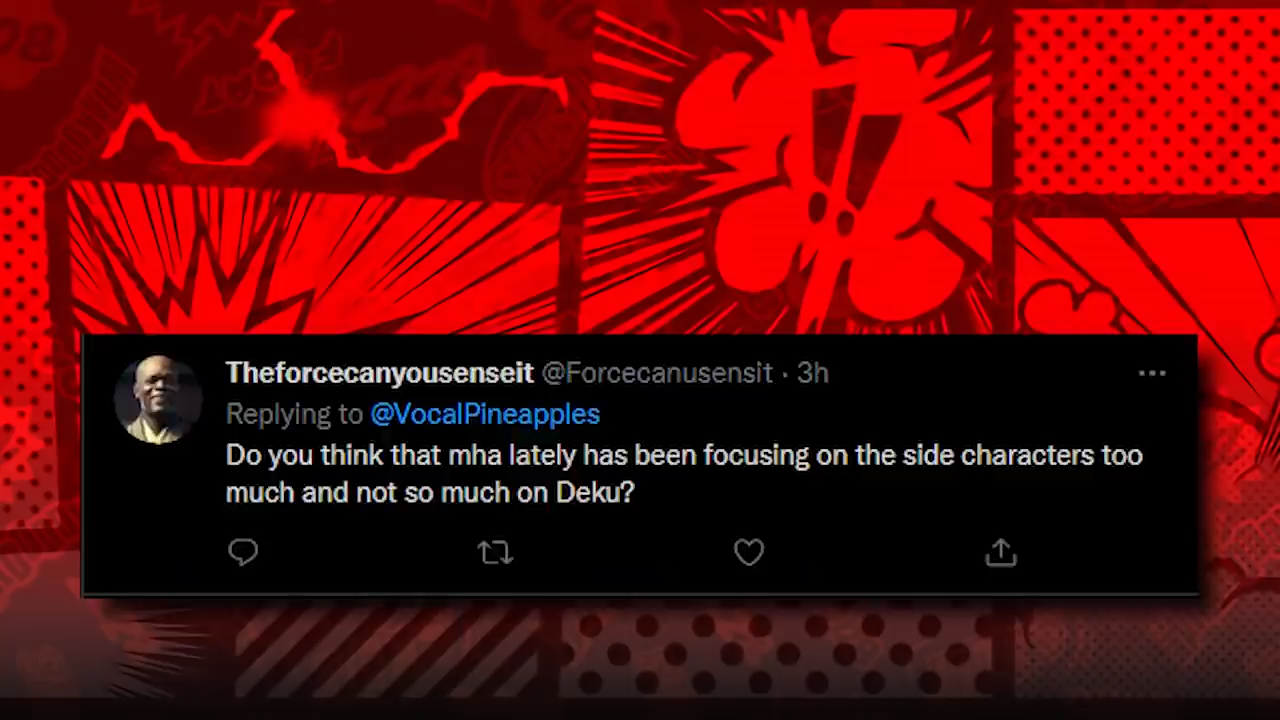 Theforcecanyousenseit @Forcecanusensit · 3h
Replying to @VocalPineapples
Do you think that mha lately has been focusing on the side characters too
much and not so much on Deku?